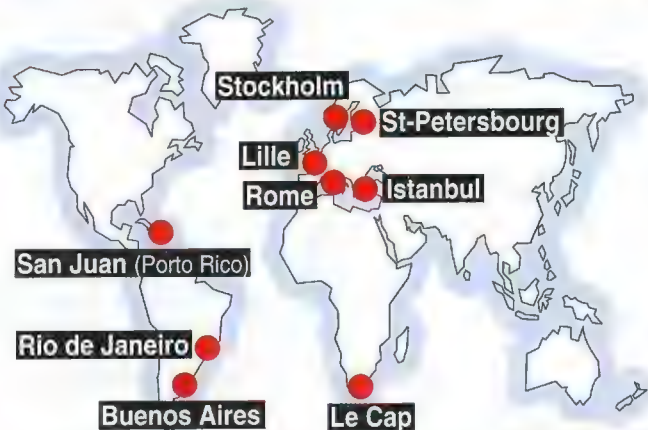 Stockholm
St-Petersbourg
Lille
Rome
Istanbul
San Juan (Porto Rico)
Rio de Janeiro
Buenos Aires
Le Cap